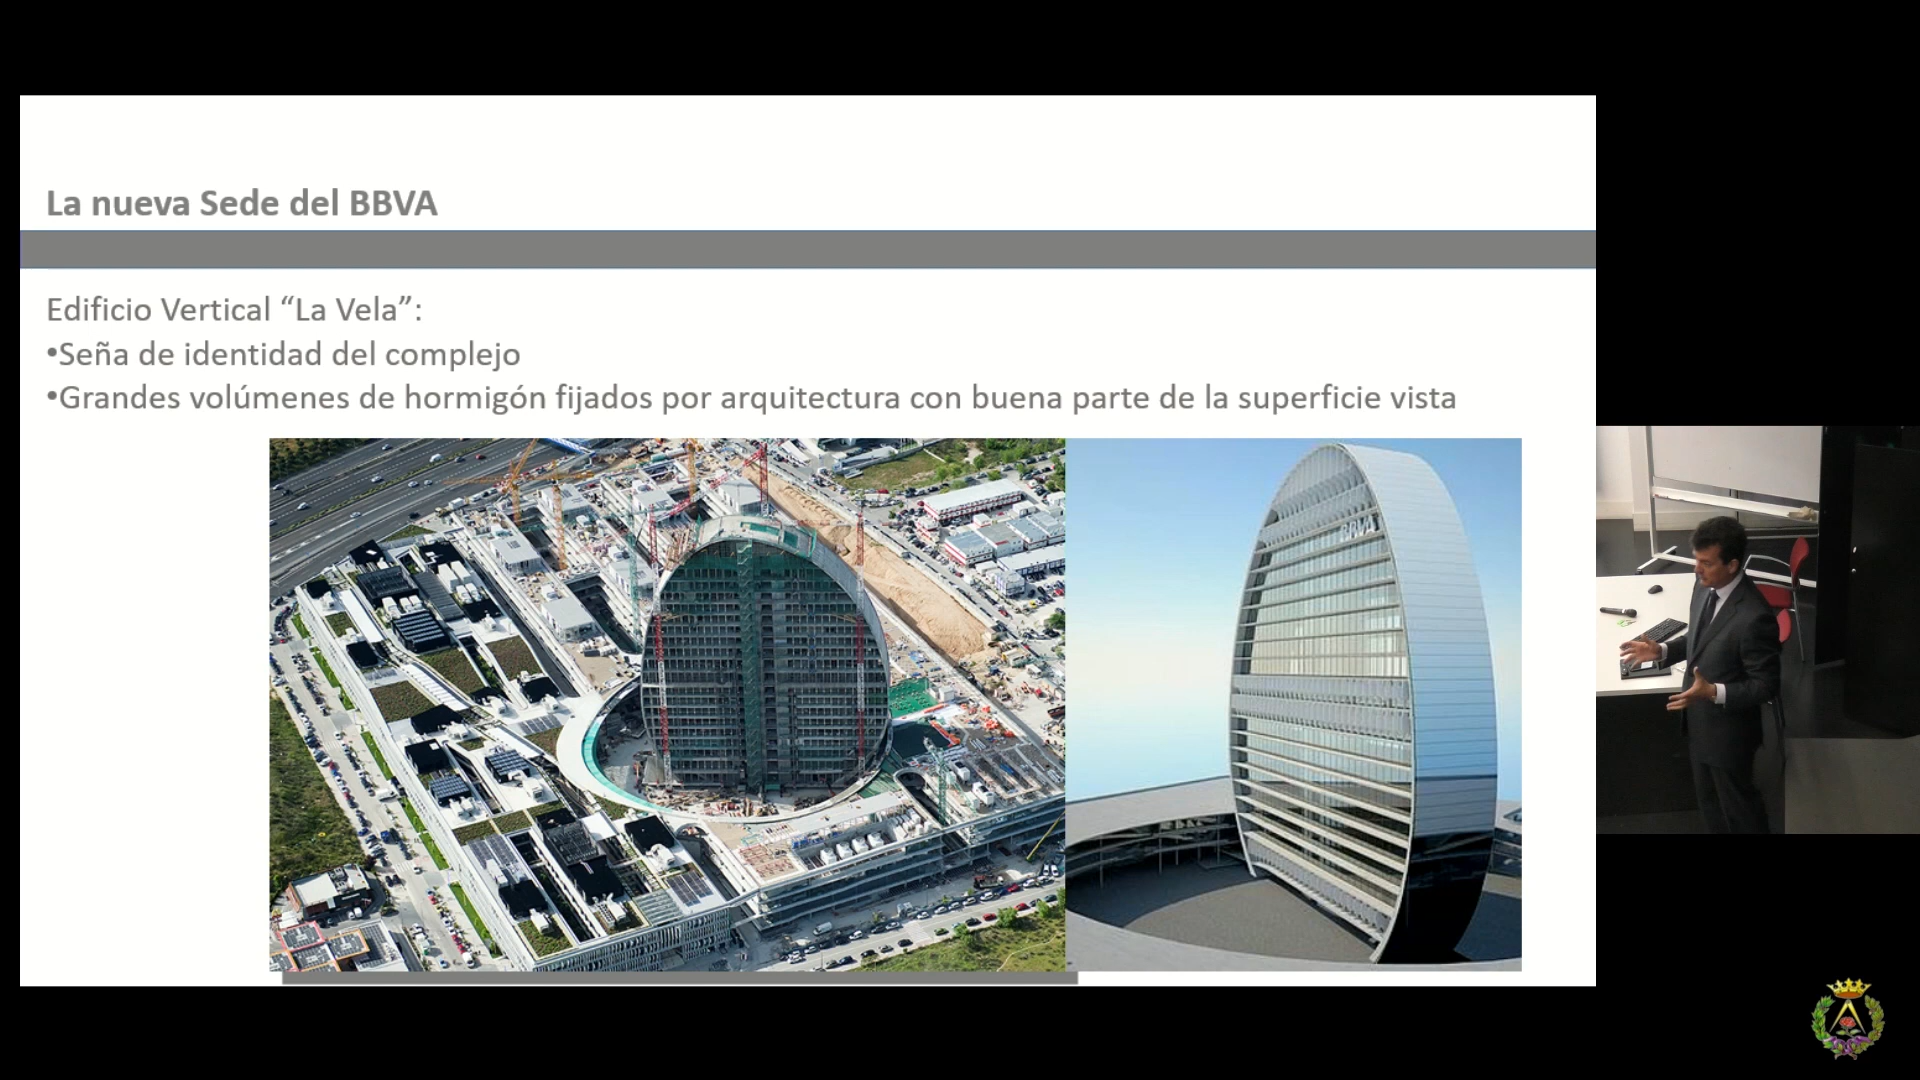 La nueva Sede del BBVA
Edificio Vertical “La Vela”:
•Seña de identidad del complejo
•Grandes volúmenes de hormigón fijados por arquitectura con buena parte de la superficie vista
BBVA